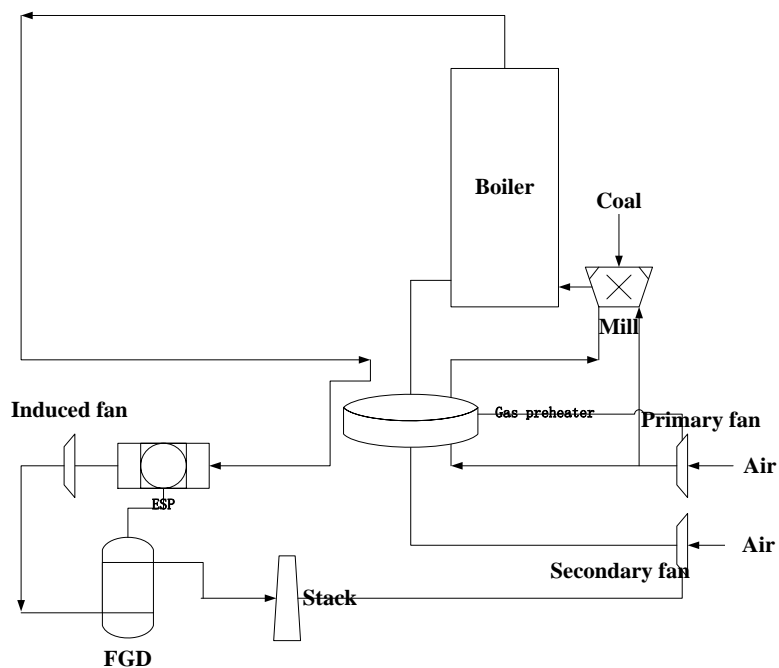 Boiler
Coal
Mill
Induced fan
Gas preheater
Primary fan
Air
ESP
Air
Secondary fan
Stack
FGD